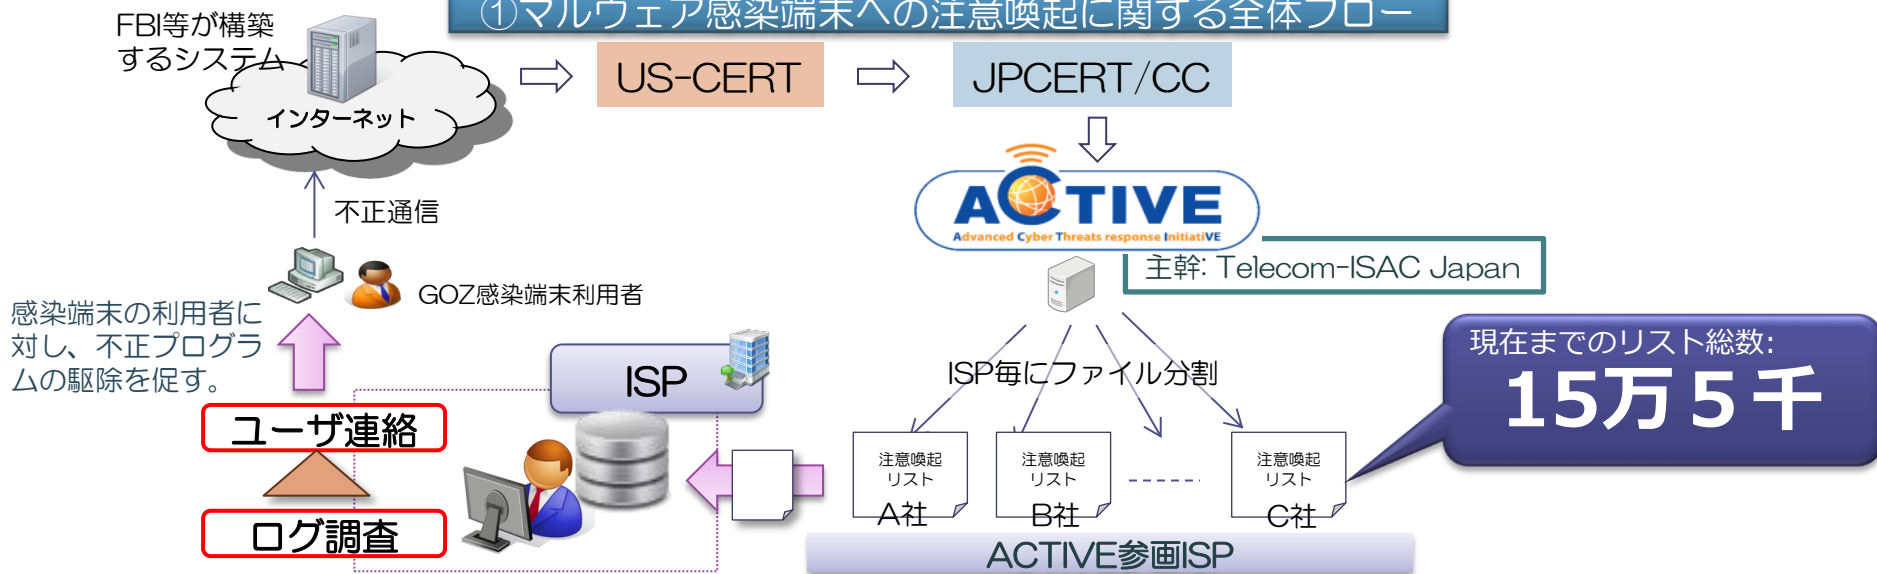 ①マルウェア感染端末への注意喚起に関する全体フロー
FBI等が構築
するシステム
インターネット
US-CERT
JPCERT/CC
ACTIVE
Advanced Cyber Threats response InitiatiVE
主幹: Telecom-ISAC Japan
不正通信
GOZ感染端末利用者
感染端末の利用者に
対し、不正プログラ
ムの駆除を促す。
ISP
ユーザ連絡
ログ調査
ISP毎にファイル分割
現在までのリスト総数:
15万５千
注意喚起
リスト
A社
注意喚起
リスト
B社
注意喚起
リスト
C社
ACTIVE参画ISP